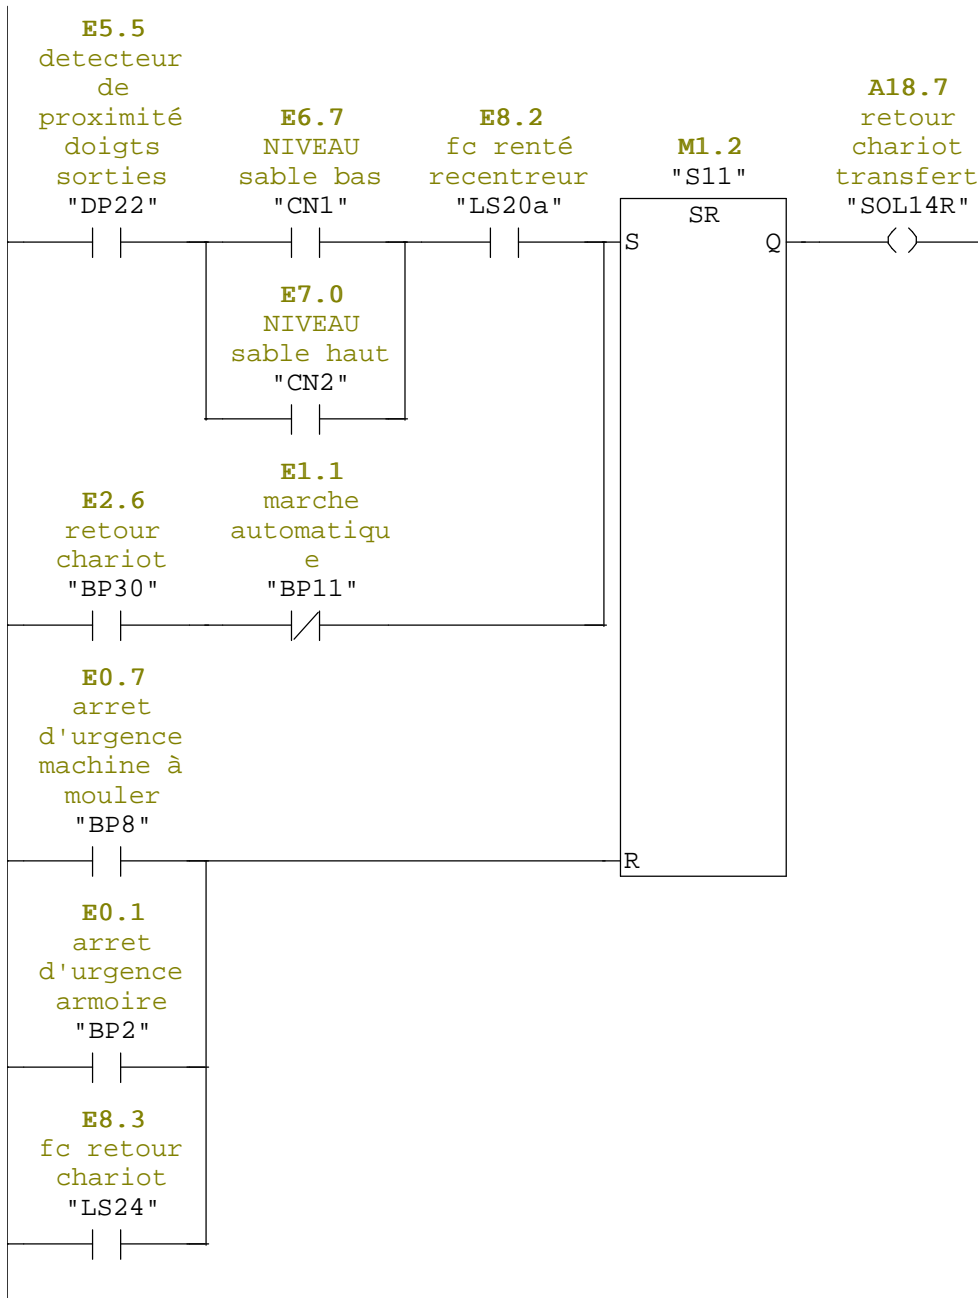 E5.5
detecteur
de
proximité
doigts
sorties
"DP22"
E6.7
NIVEAU
sable bas
"CN1"
E8.2
fc renté
recentreur
"LS20a"
M1.2
"S11"
SR
S
Q
R
A18.7
retour
chariot
transfert
"SOL14R"
E7.0
NIVEAU
sable haut
"CN2"
E2.6
retour
chariot
"BP30"
E1.1
marche
automatiqu
e
"BP11"
E0.7
arret
d'urgence
machine à
mouler
"BP8"
E0.1
arret
d'urgence
armoire
"BP2"
E8.3
fc retour
chariot
"LS24"